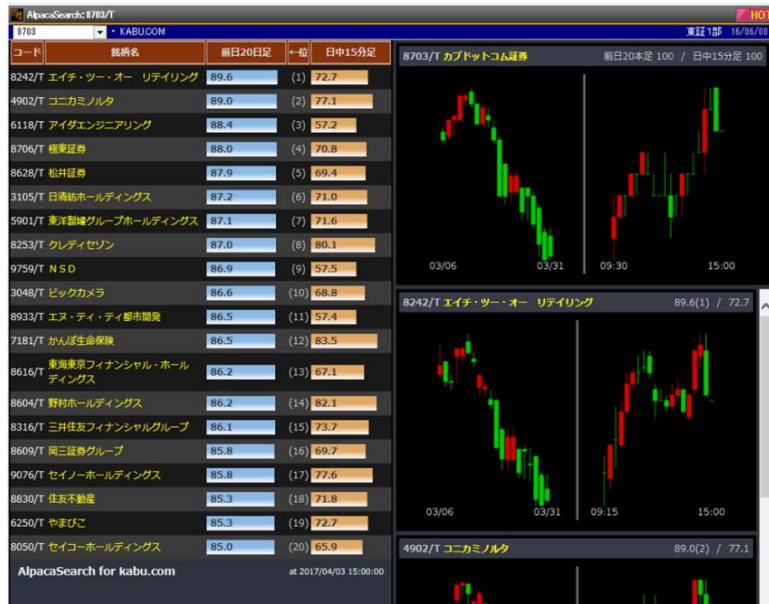 AlpacaSearch: 8703/T
HOT
8703 ・KABU.COM 東証1部 16/06/08
コード 銘柄名 前日20日足 ←位 日中15分足
8242/T エイチ・ツー・オー リテイリング 89.6 (1) 72.7
4902/T コニカミノルタ 89.0 (2) 77.1
6118/T アイダエンジニアリング 88.4 (3) 57.2
8706/T 極東証券 88.0 (4) 70.8
8628/T 松井証券 87.9 (5) 69.4
3105/T 日清紡ホールディングス 87.2 (6) 71.0
5901/T 東洋製罐グループホールディングス 87.1 (7) 71.6
8253/T クレディセゾン 87.0 (8) 80.1
9759/T NSD 86.9 (9) 57.5
3048/T ビックカメラ 86.6 (10) 68.8
8933/T エヌ・ティ・ティ都市開発 86.5 (11) 57.4
7181/T かんぽ生命保険 86.5 (12) 83.5
8616/T 東海東京フィナンシャル・ホール
ディングス 86.2 (13) 67.1
8604/T 野村ホールディングス 86.2 (14) 82.1
8316/T 三井住友フィナンシャルグループ 86.1 (15) 73.7
8609/T 岡三証券グループ 85.8 (16) 69.7
9076/T セイノーホールディングス 85.8 (17) 77.6
8830/T 住友不動産 85.3 (18) 71.8
6250/T やまびこ 85.3 (19) 72.7
8050/T セイコーホールディングス 85.0 (20) 65.9
AlpacaSearch for kabu.com at 2017/04/03 15:00:00
8703/T カブドットコム証券 前日20本足 100 / 日中15分足 100
03/06 03/31 09:30 15:00
8242/T エイチ・ツー・オー リテイリング 89.6(1) / 72.7
03/06 03/31 09:15 15:00
4902/T コニカミノルタ 89.0(2) / 77.1